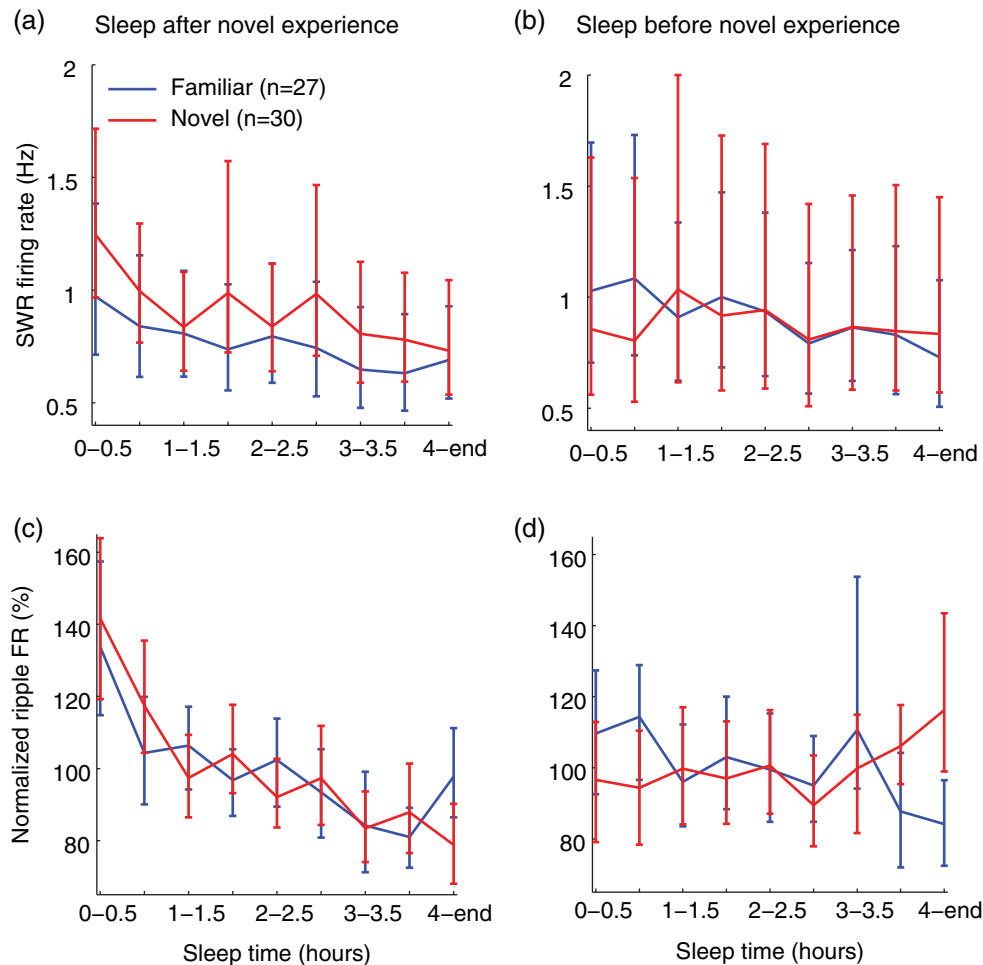 (a) Sleep after novel experience
(b) Sleep before novel experience
SWR firing rate (Hz)
2
1.5
1
0.5
Familiar (n=27)
Novel (n=30)
0–0.5 1–1.5 2–2.5 3–3.5 4–end
2
1.5
1
0.5
0–0.5 1–1.5 2–2.5 3–3.5 4–end
(c)
Normalized ripple FR (%)
160
140
120
100
80
0–0.5 1–1.5 2–2.5 3–3.5 4–end
Sleep time (hours)
(d)
160
140
120
100
80
0–0.5 1–1.5 2–2.5 3–3.5 4–end
Sleep time (hours)